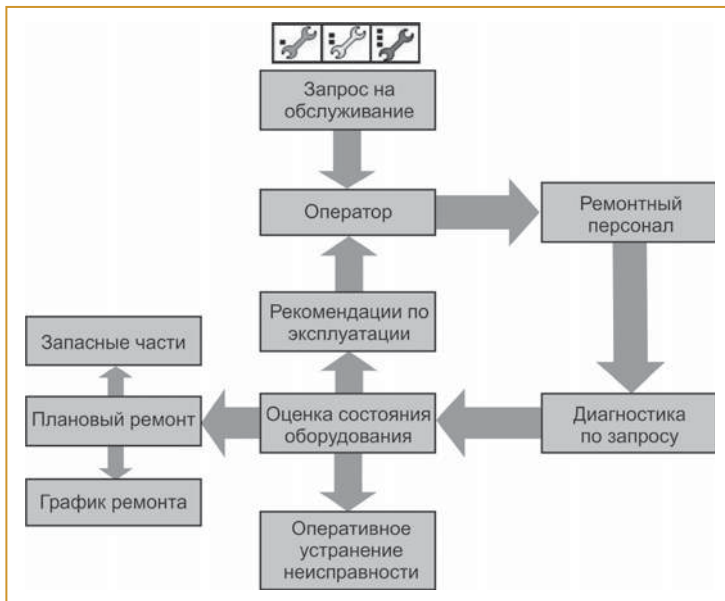 Запрос на
обслуживание
Оператор
Ремонтный
персонал
Рекомендации по
эксплуатации
Запасные части
Плановый ремонт
Оценка состояния
оборудования
Диагностика
по запросу
График ремонта
Оперативное
устранение
неисправности